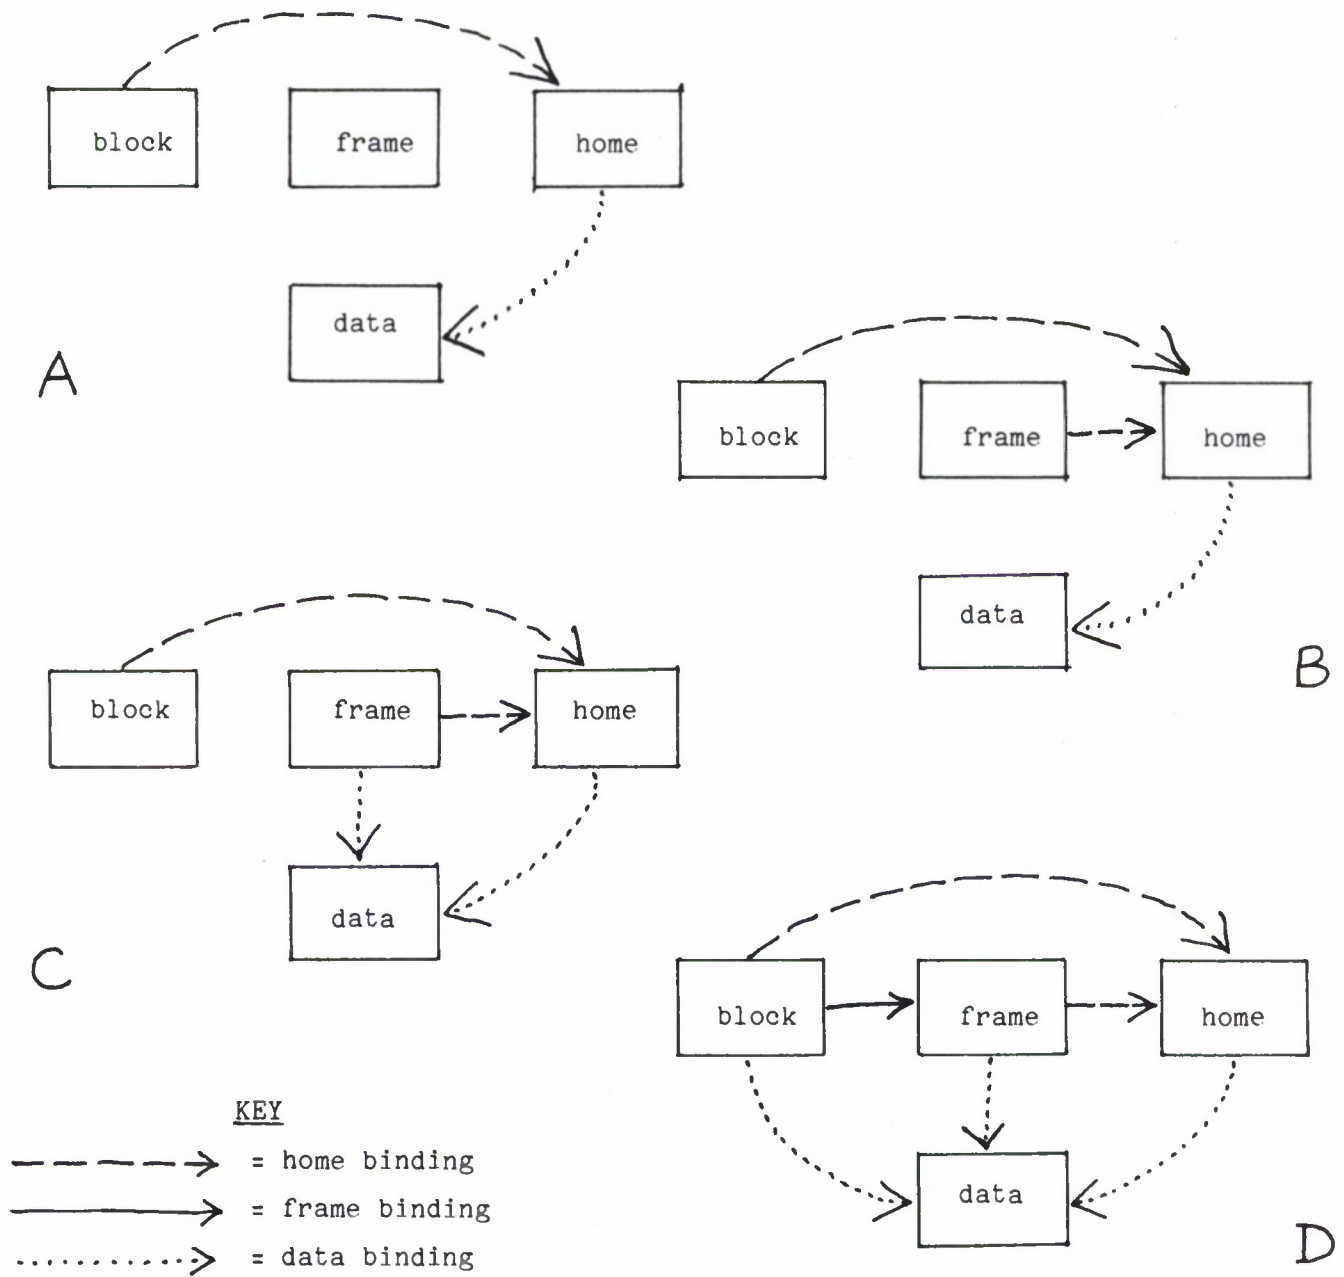 block frame home
data
A
block frame home
data
B
block frame home
data
C
block frame home
data
D
KEY
= home binding
= frame binding
= data binding